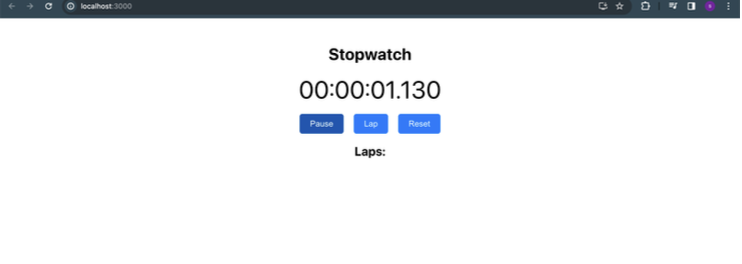 localhost:3000
Stopwatch
00:00:01.130
Pause Lap Reset
Laps: